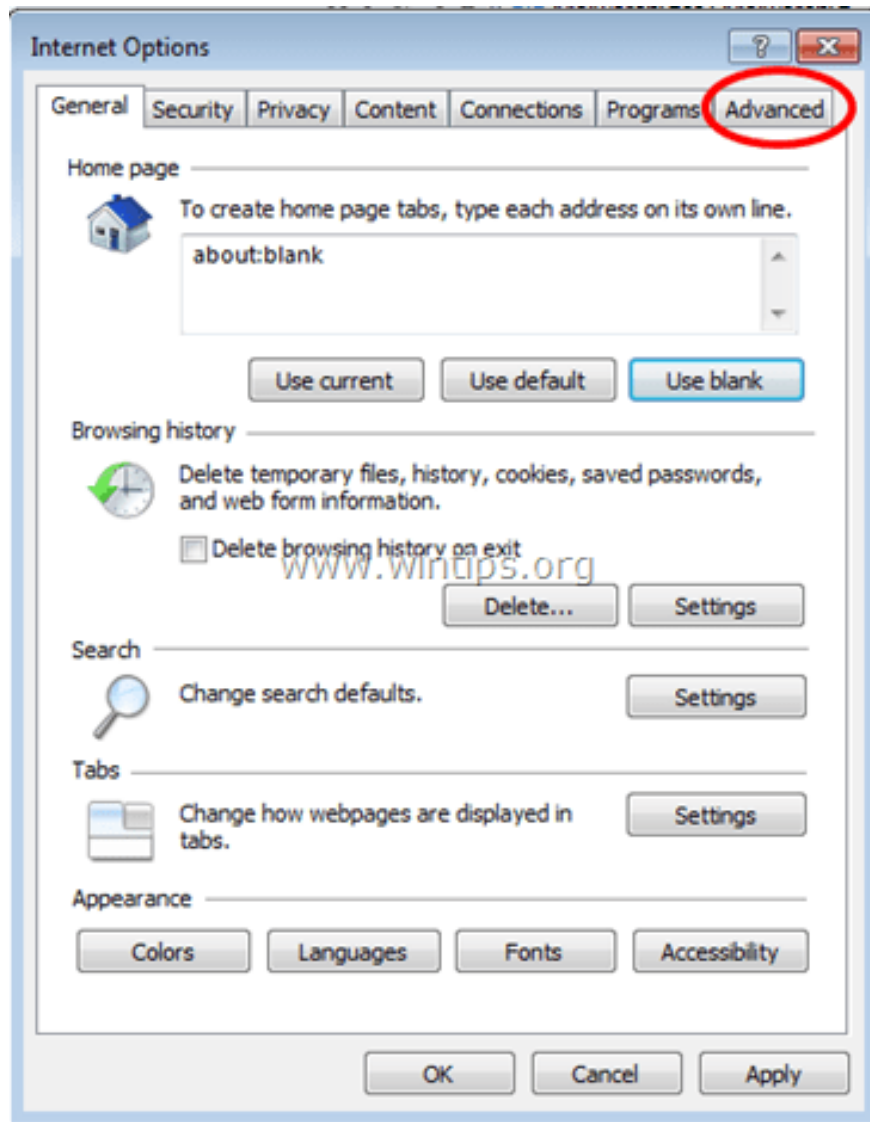 Internet Options
General Security Privacy Content Connections Programs Advanced
Home page
To create home page tabs, type each address on its own line.
about:blank
Use current Use default Use blank
Browsing history
Delete temporary files, history, cookies, saved passwords,
and web form information.
Delete browsing history on exit
www.wintips.org
Delete... Settings
Search
Change search defaults. Settings
Tabs
Change how webpages are displayed in
tabs.
Settings
Appearance
Colors Languages Fonts Accessibility
OK Cancel Apply